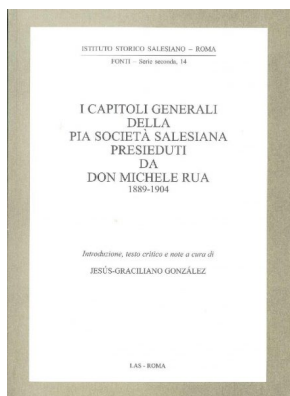 ISTITUTO STORICO SALESIANO – ROMA
FONTI – Serie seconda, 14
I CAPITOLI GENERALI
DELLA
PIA SOCIETÀ SALESIANA
PRESIEDUTI
DA
DON MICHELE RUA
1889-1904
Introduzione, testo critico e note a cura di
JESÚS-GRACILIANO GONZÁLEZ
LAS - ROMA